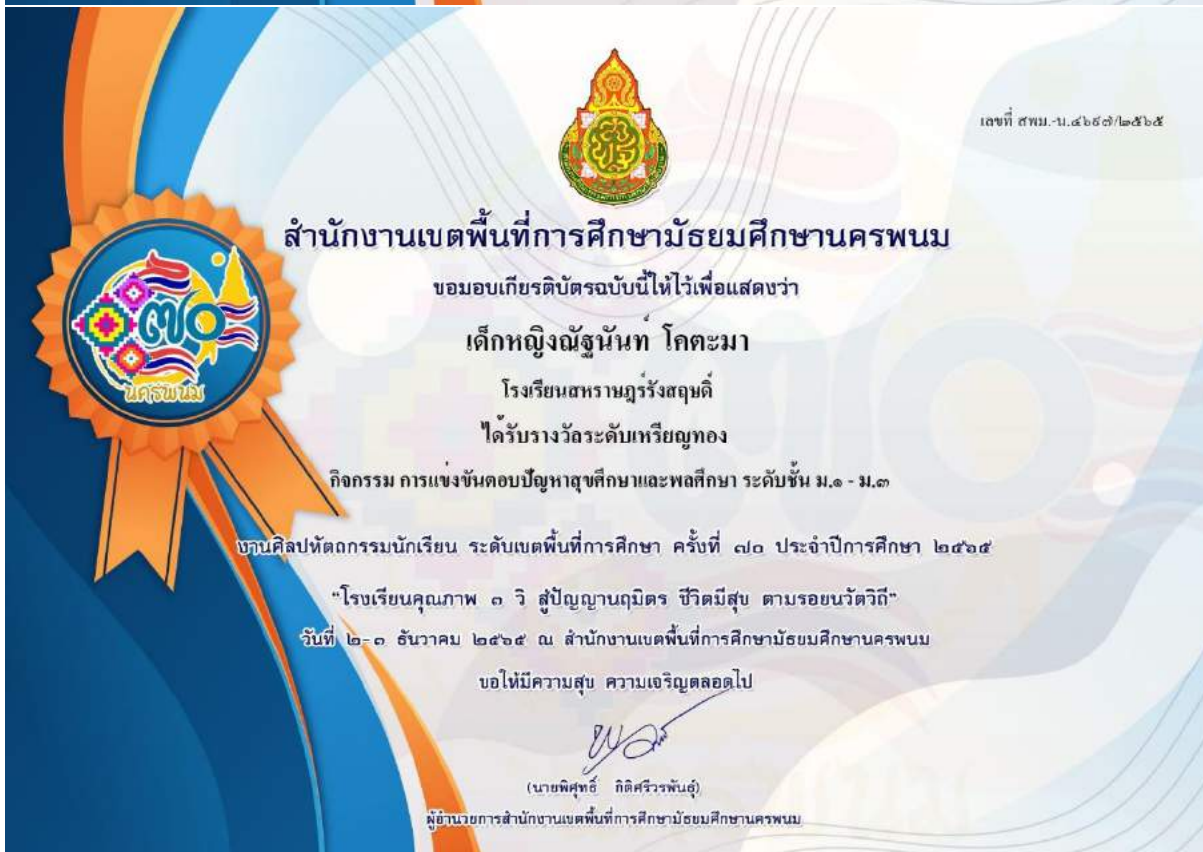 เลขที่ สพม.-น.๔๖๙๗/๒๕๖๕
สำนักงานเขตพื้นที่การศึกษามัธยมศึกษานครพนม
ขอมอบเกียรติบัตรฉบับนี้ให้ไว้เพื่อแสดงว่า
เด็กหญิงณัฐนันท์ โคตะมา
โรงเรียนสหราษฎร์รังสฤษดิ์
ได้รับรางวัลระดับเหรียญทอง
กิจกรรม การแข่งขันตอบปัญหาสุขศึกษาและพลศึกษา ระดับชั้น ม.๑ - ม.๓
งานศิลปหัตถกรรมนักเรียน ระดับเขตพื้นที่การศึกษา ครั้งที่ ๗๐ ประจำปีการศึกษา ๒๕๖๕
"โรงเรียนคุณภาพ ๓ วิ สู่ปัญญานฤมิตร ชีวิตมีสุข ตามรอยนวัตวิถี"
วันที่ ๒-๓ ธันวาคม ๒๕๖๕ ณ สำนักงานเขตพื้นที่การศึกษามัธยมศึกษานครพนม
ขอให้มีความสุข ความเจริญตลอดไป
(นายพิศุทธิ์ กิติศรีวรพันธุ์)
ผู้อำนวยการสำนักงานเขตพื้นที่การศึกษามัธยมศึกษานครพนม
๗๐
นครพนม